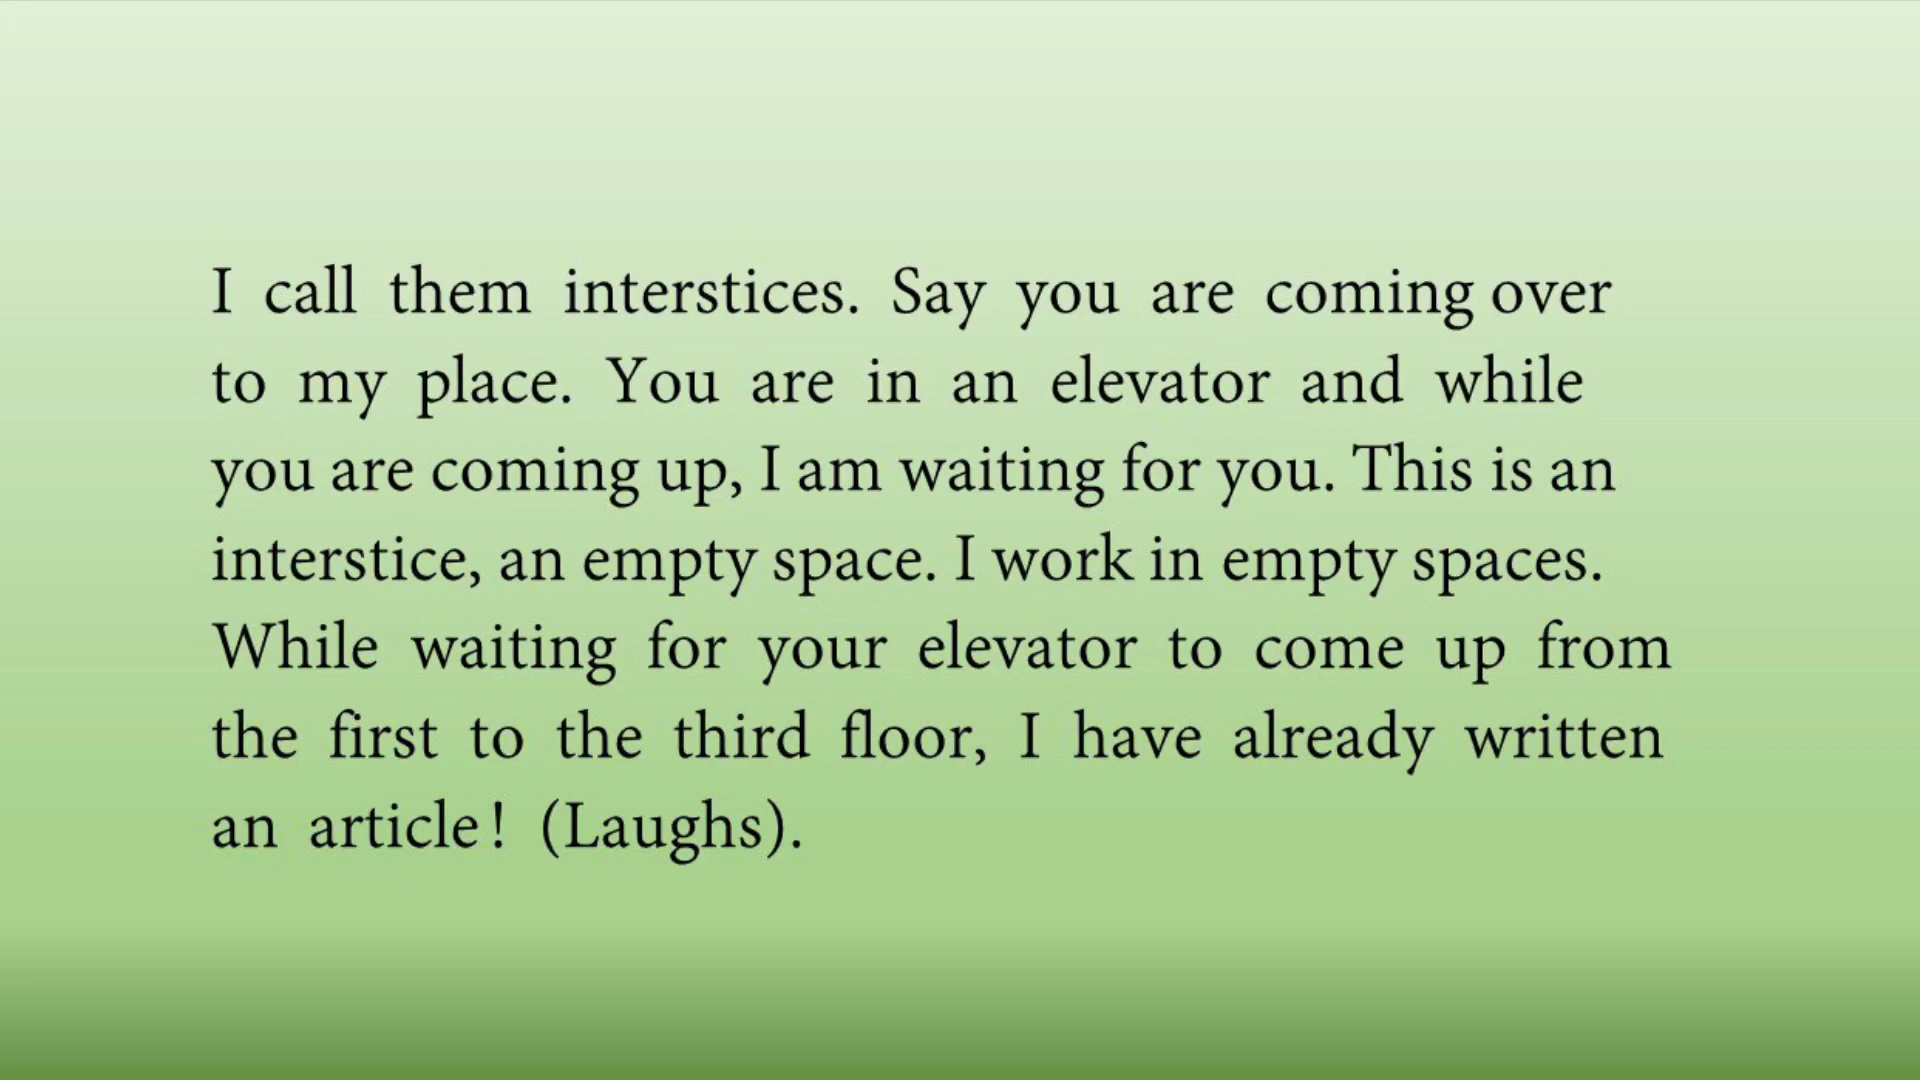 I call them interstices. Say you are coming over
to my place. You are in an elevator and while
you are coming up, I am waiting for you. This is an
interstice, an empty space. I work in empty spaces.
While waiting for your elevator to come up from
the first to the third floor, I have already written
an article! (Laughs).